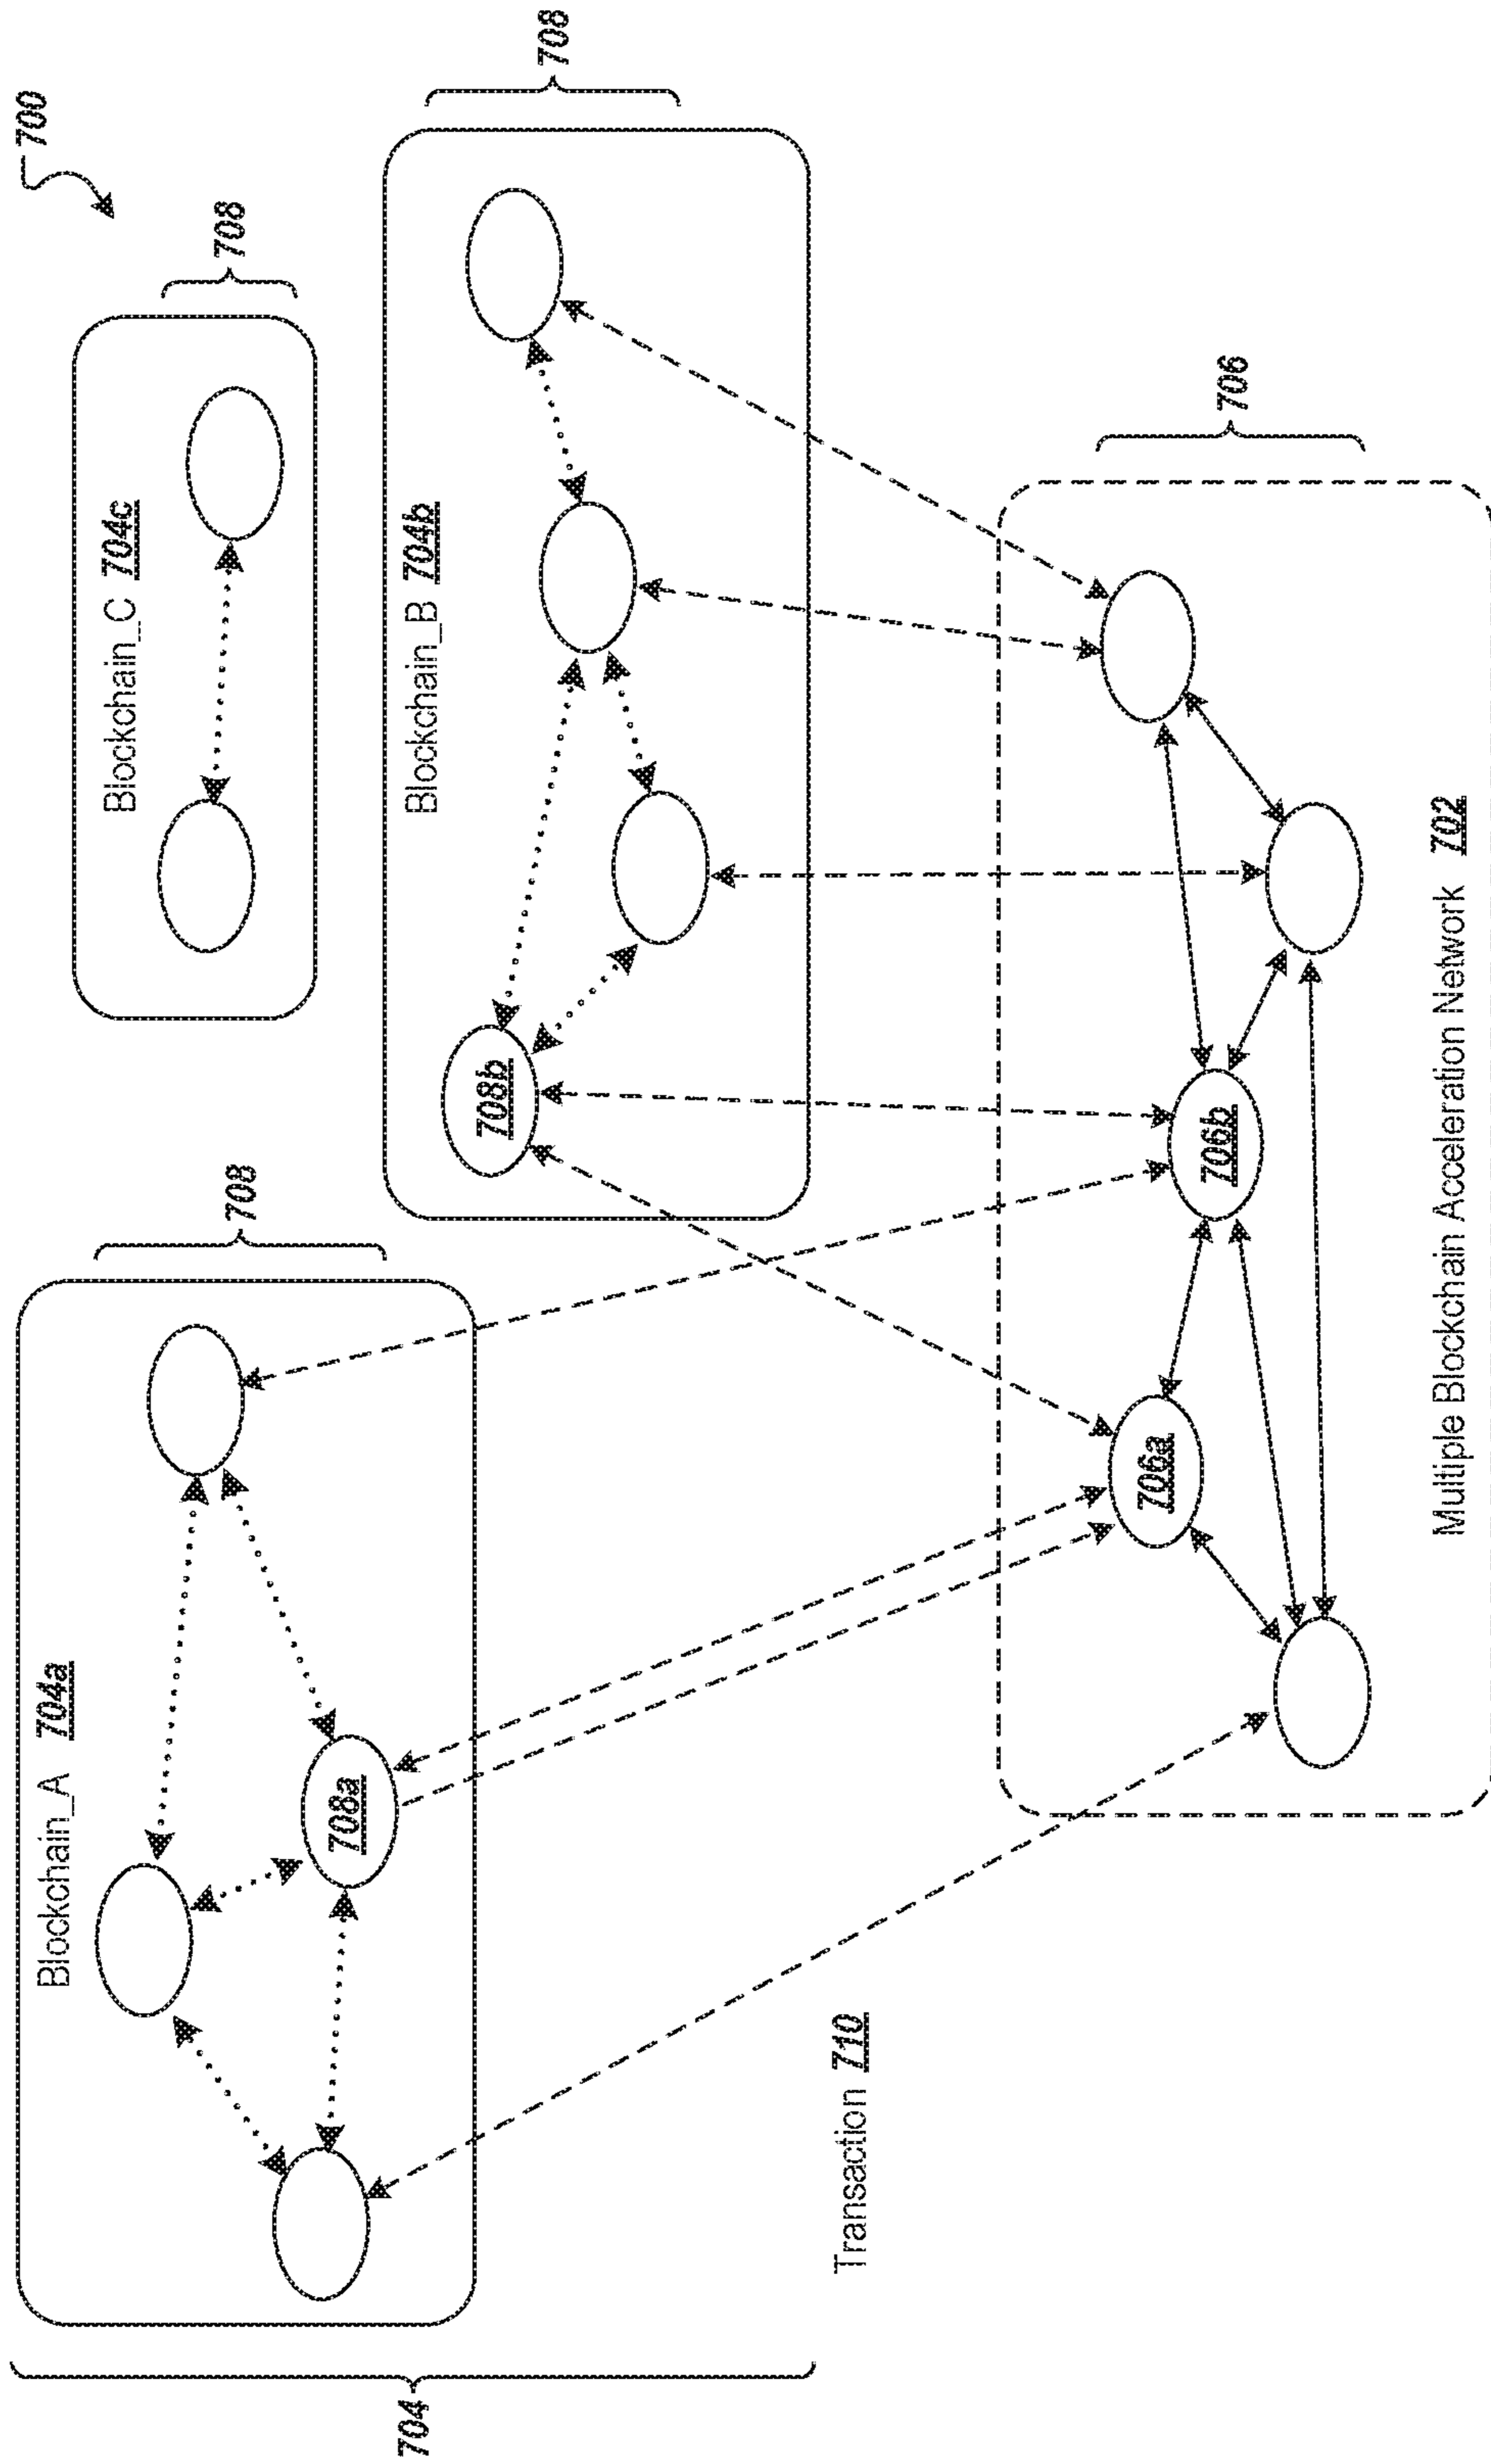 700
Blockchain_C 704c
708
Blockchain_A 704a
708
708a
Blockchain_B 704b
708
708b
704
Transaction 710
706
706a
706b
Multiple Blockchain Acceleration Network 702